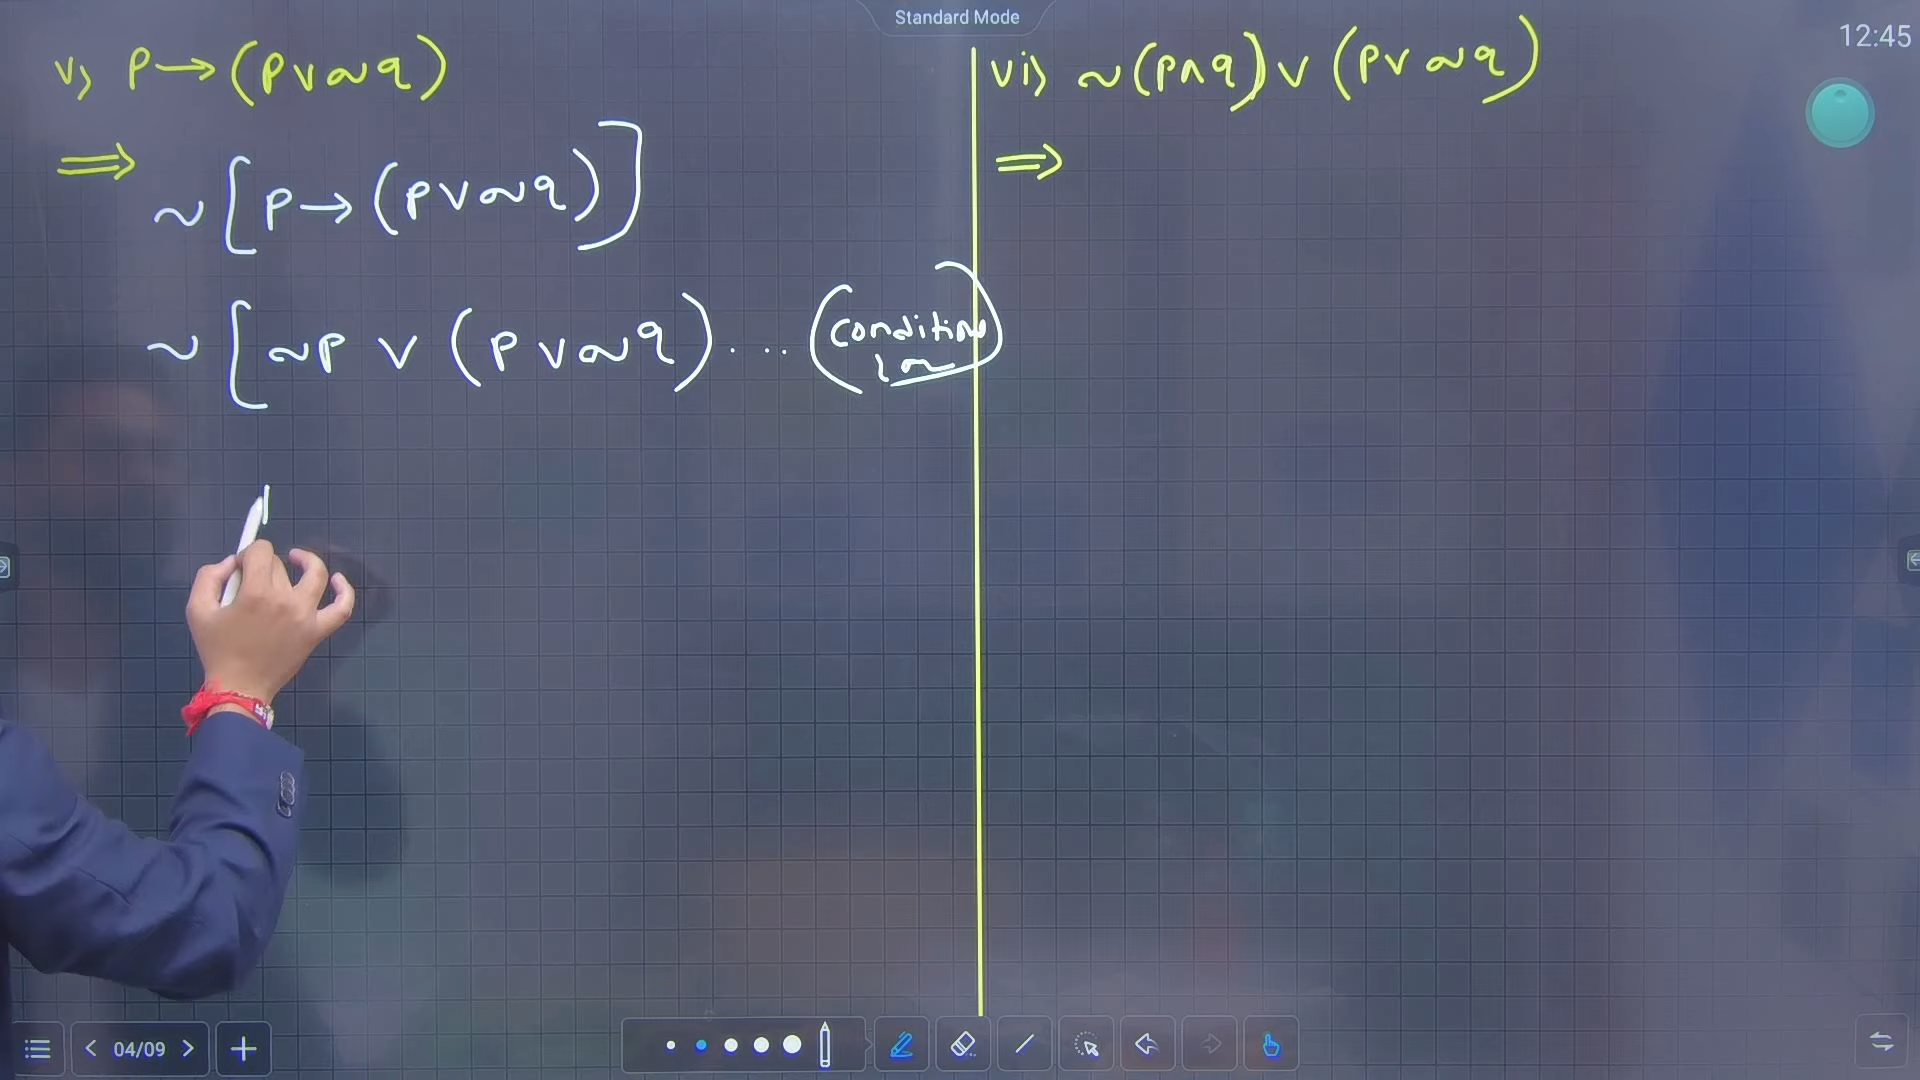 Standard Mode
12:45
v) p → (p ∨ ~q)
⇒ ~[p → (p ∨ ~q)]
~[~p ∨ (p ∨ ~q) ..... (condition
vi) ~(p ∧ q) ∨ (p ∨ ~q)
⇒
04/09